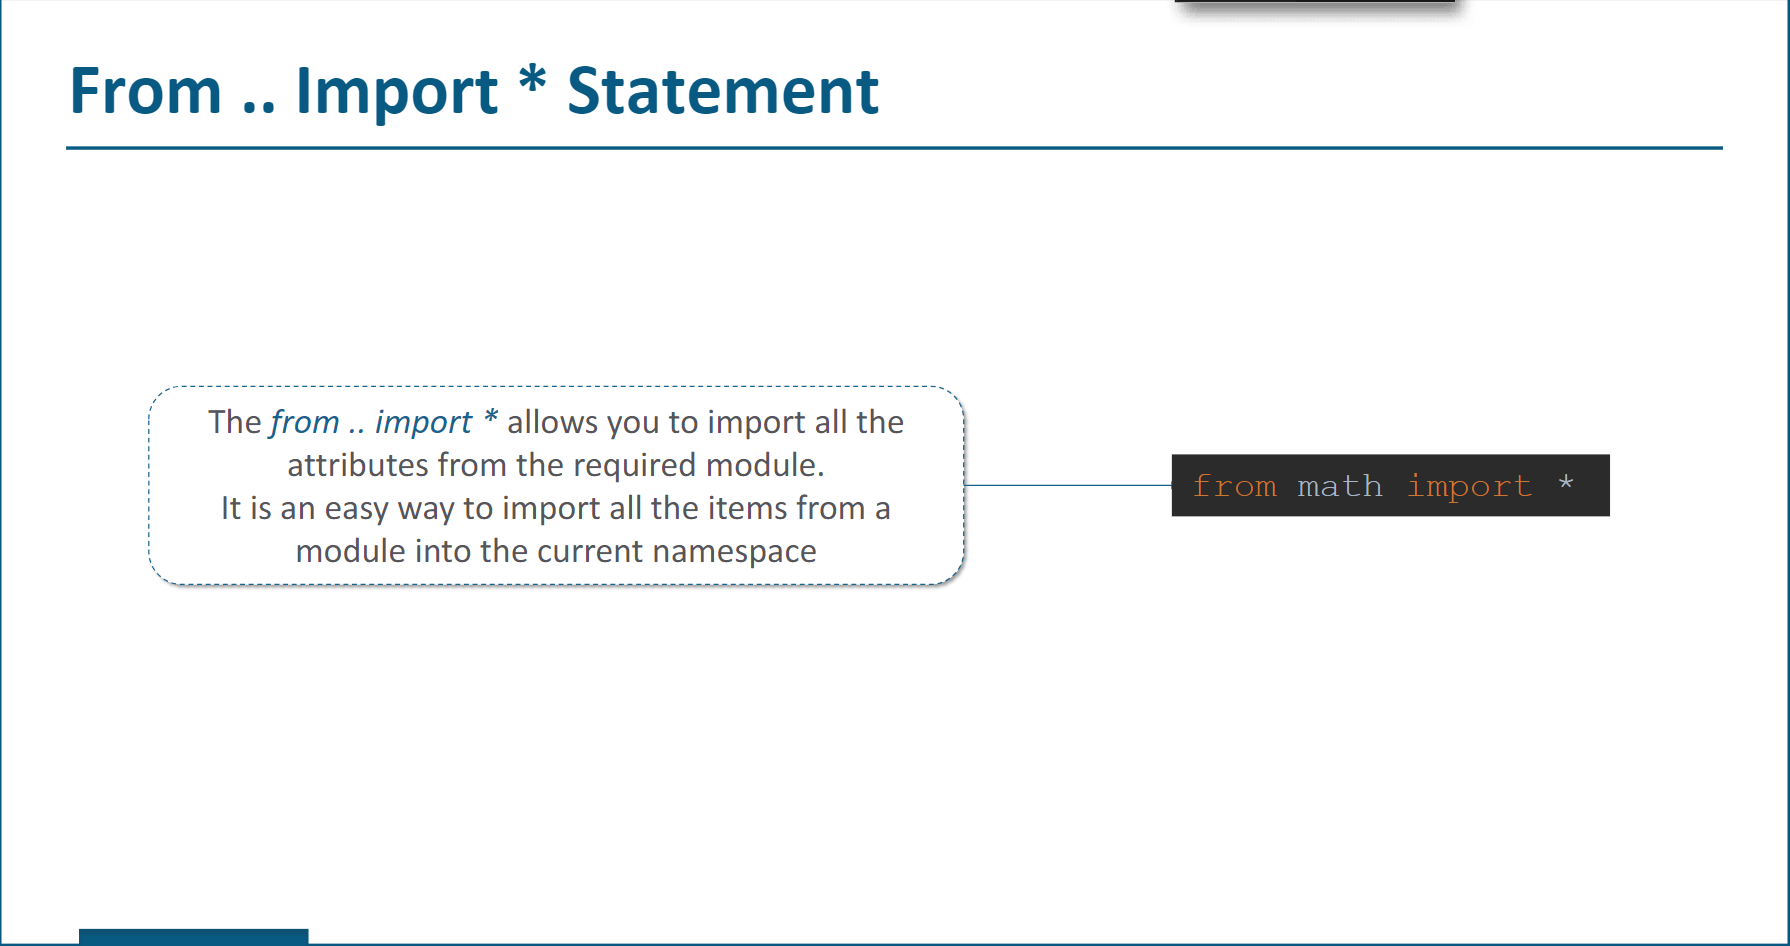 From .. Import * Statement
The from .. import * allows you to import all the
attributes from the required module.
It is an easy way to import all the items from a
module into the current namespace
from math import *